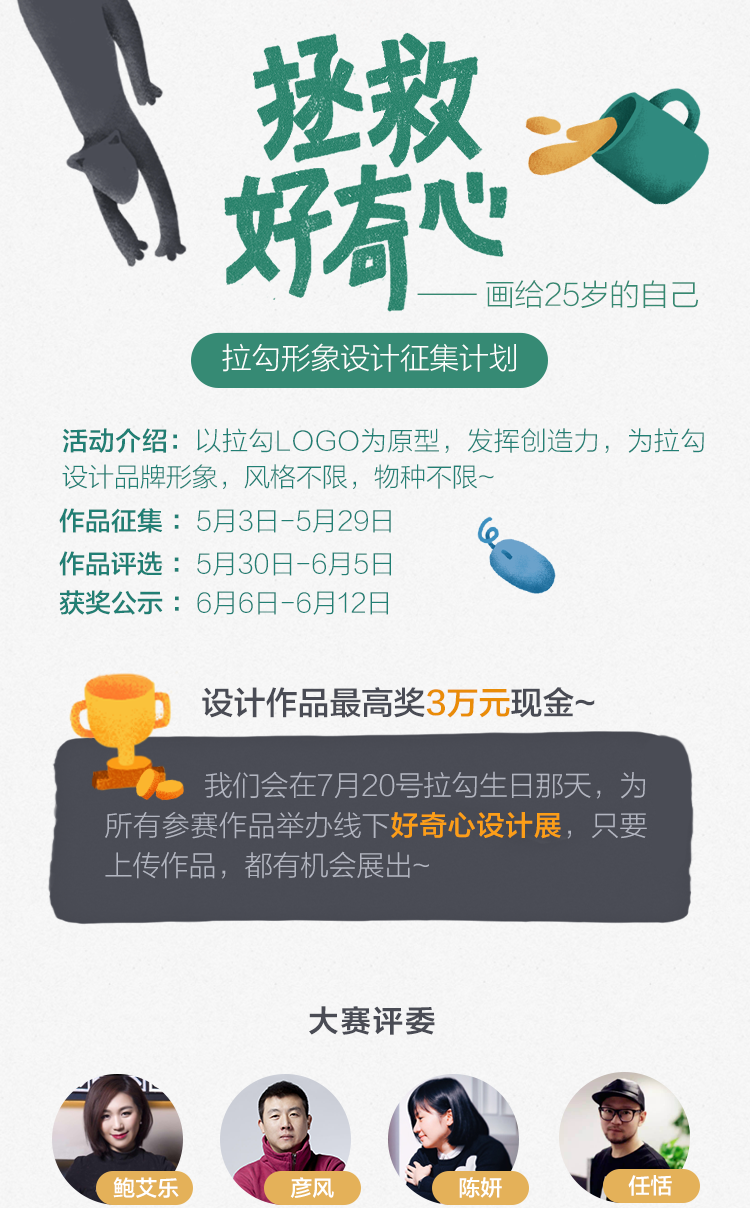 拯救
好奇心
—— 画给25岁的自己
拉勾形象设计征集计划
活动介绍：以拉勾LOGO为原型，发挥创造力，为拉勾
设计品牌形象，风格不限，物种不限~
作品征集：5月3日-5月29日
作品评选：5月30日-6月5日
获奖公示：6月6日-6月12日
设计作品最高奖3万元现金~
我们会在7月20号拉勾生日那天，为
所有参赛作品举办线下好奇心设计展，只要
上传作品，都有机会展出~
大赛评委
鲍艾乐
彦风
陈妍
任恬